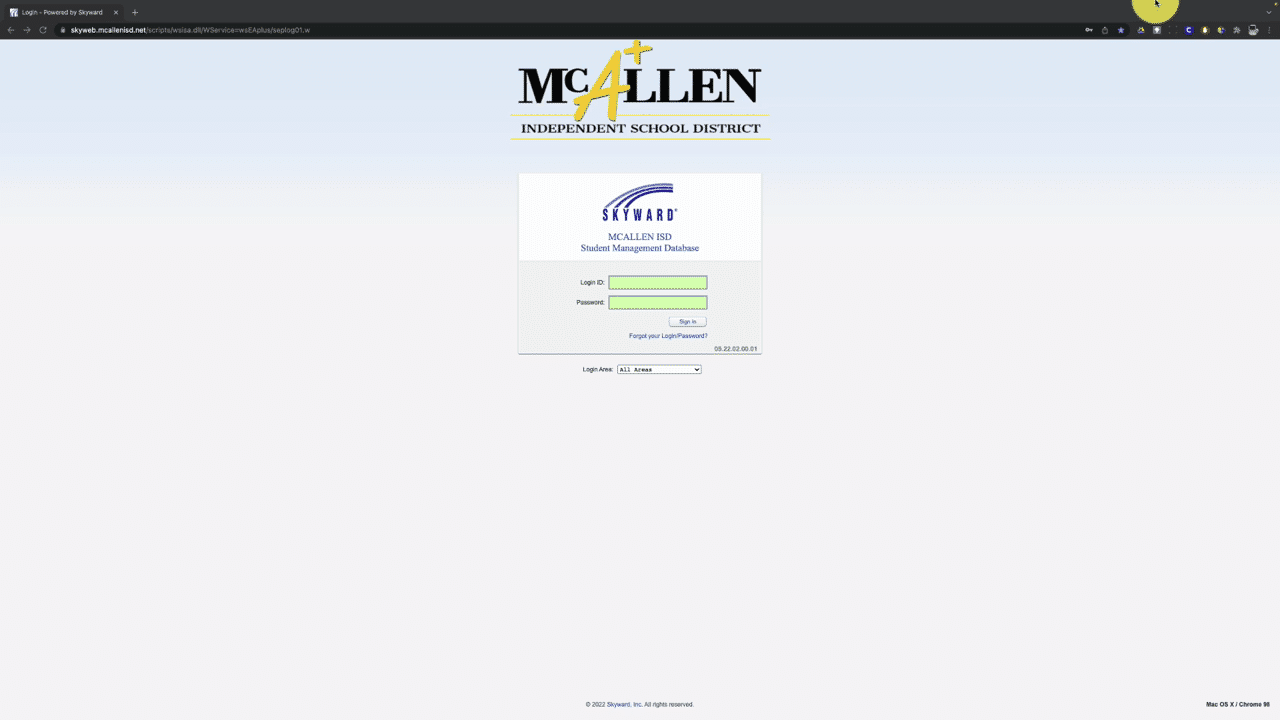 Login - Powered by Skyward
skyweb.mcallenisd.net/scripts/wsisa.dll/WService=wsEAplus/seplog01.w
McALLEN
INDEPENDENT SCHOOL DISTRICT
SKYWARD®
MCALLEN ISD
Student Management Database
Login ID:
Password:
Sign In
Forgot your Login/Password?
05.22.02.00.01
Login Area: All Areas
© 2022 Skyward, Inc. All rights reserved.
Mac OS X / Chrome 98